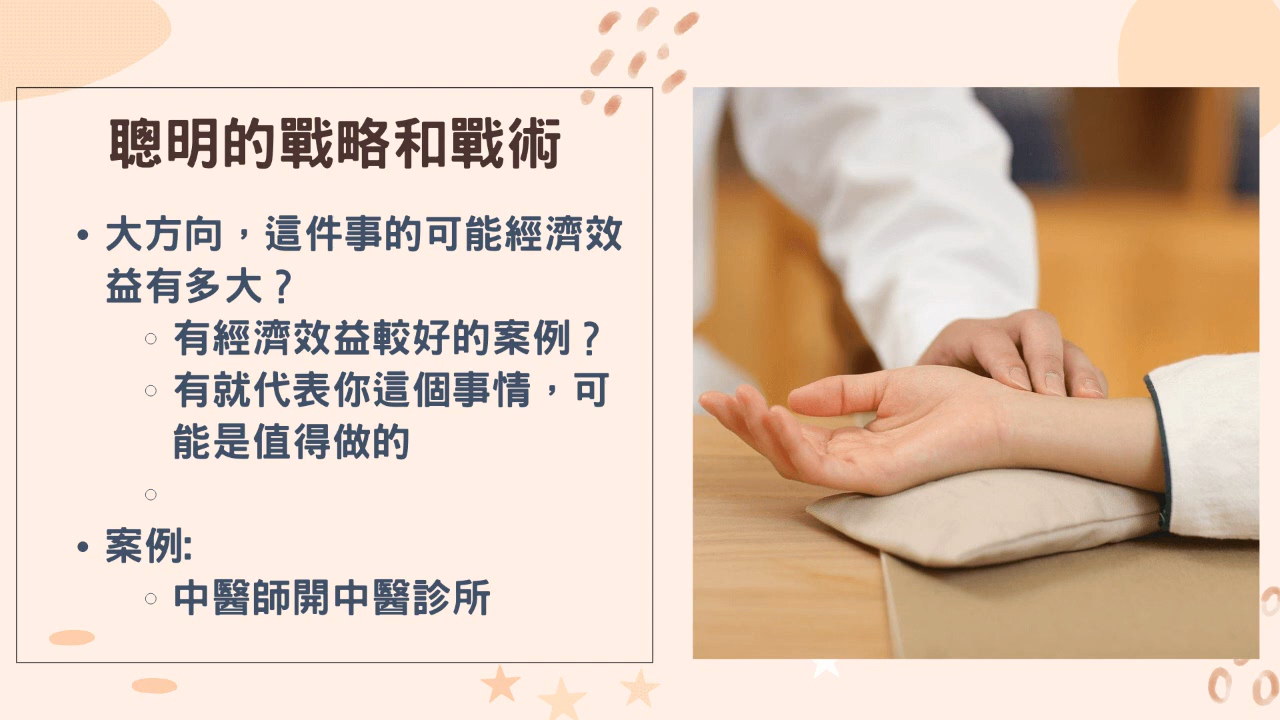 聰明的戰略和戰術
• 大方向，這件事的可能經濟效
益有多大？
○ 有經濟效益較好的案例？
○ 有就代表你這個事情，可
能是值得做的
○
• 案例:
○ 中醫師開中醫診所